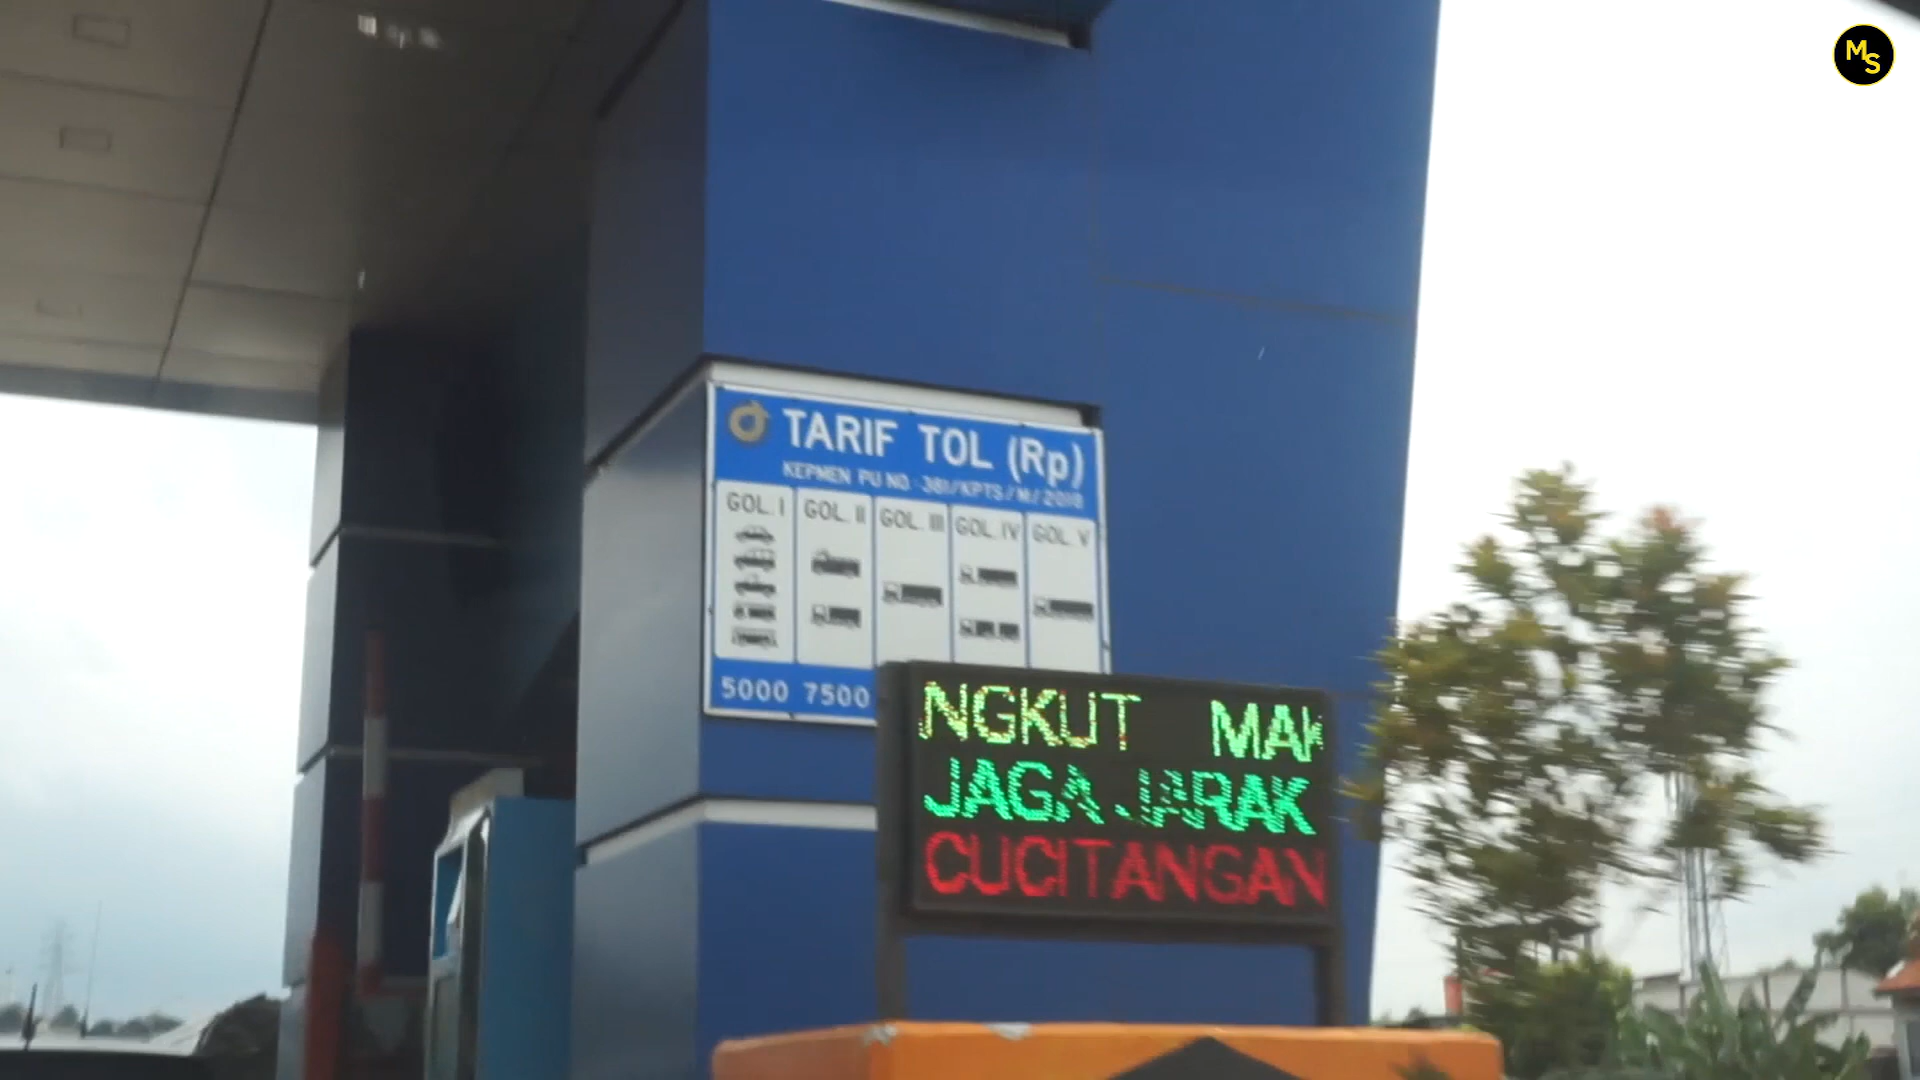 M
S
TARIF TOL (Rp)
KEPMEN PU NO : 381/KPTS/M/2018
GOL. I GOL. II GOL. III GOL. IV GOL. V
5000 7500
NGKUT MAK
JAGA JARAK
CUCITANGAN